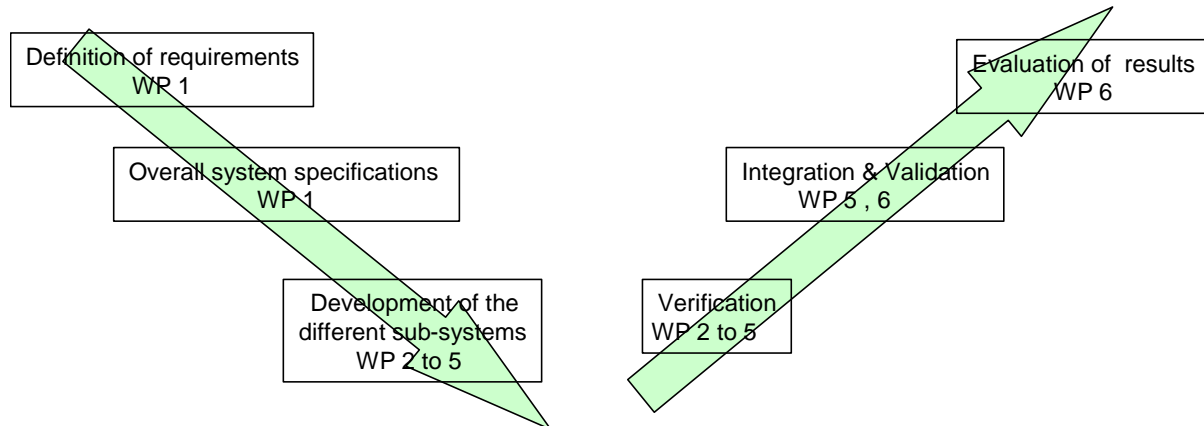 Definition of requirements
WP 1
Overall system specifications
WP 1
Development of the
different sub-systems
WP 2 to 5
Evaluation of  results
WP 6
Integration & Validation
WP 5 , 6
Verification
WP 2 to 5